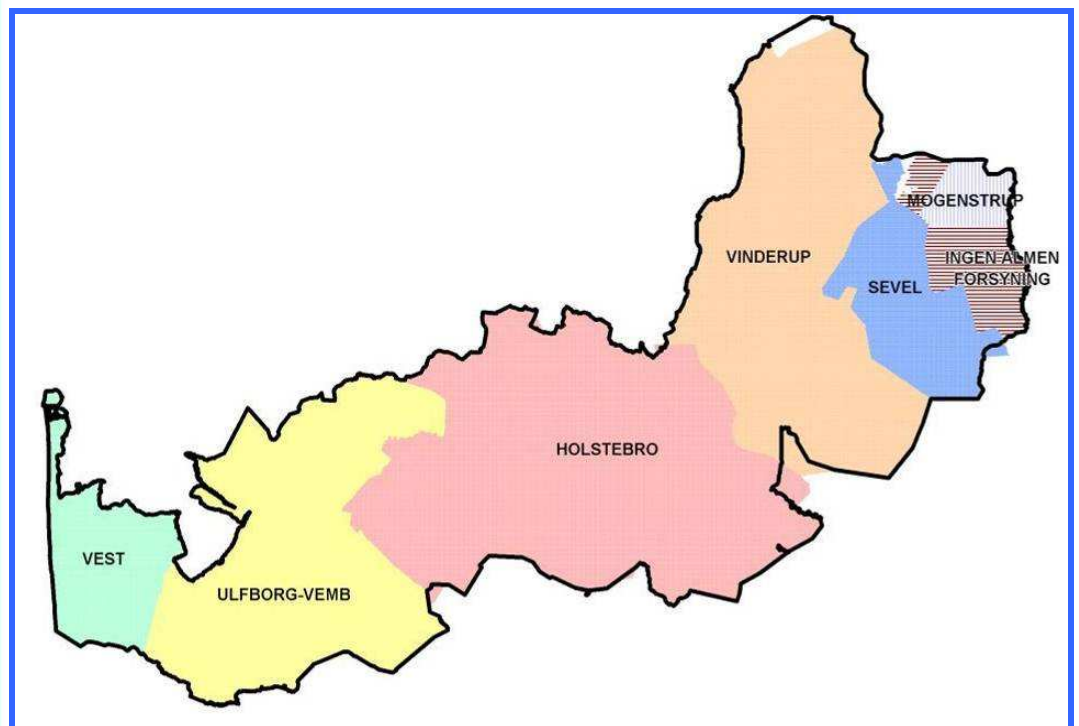 MOGENSTRUP
VINDERUP
INGEN ALMEN
FORSYNING
SEVEL
HOLSTEBRO
VEST
ULFBORG-VEMB